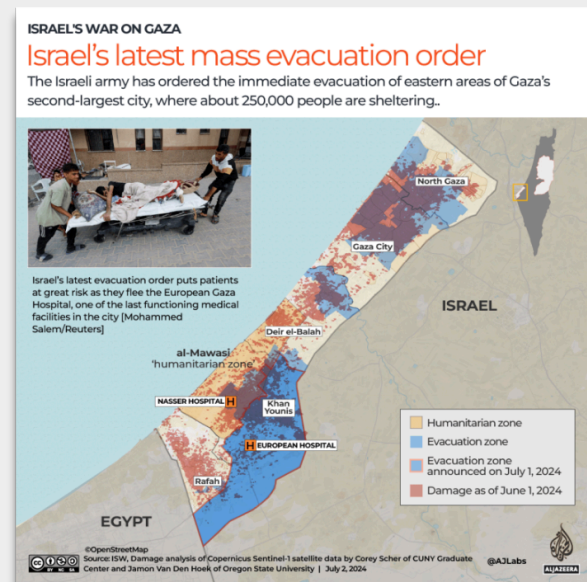 ISRAEL'S WAR ON GAZA
Israel's latest mass evacuation order
The Israeli army has ordered the immediate evacuation of eastern areas of Gaza's
second-largest city, where about 250,000 people are sheltering..
Israel's latest evacuation order puts patients
at great risk as they flee the European Gaza
Hospital, one of the last functioning medical
facilities in the city [Mohammed
Salem/Reuters]
North Gaza
Gaza City
ISRAEL
Deir el-Balah
al-Mawasi
'humanitarian zone'
NASSER HOSPITAL H
Khan
Younis
H EUROPEAN HOSPITAL
Rafah
EGYPT
Humanitarian zone
Evacuation zone
Evacuation zone
announced on July 1, 2024
Damage as of June 1, 2024
©OpenStreetMap
Source: ISW, Damage analysis of Copernicus Sentinel-1 satellite data by Corey Scher of CUNY Graduate
Center and Jamon Van Den Hoek of Oregon State University | July 2, 2024
@AJLabs
ALJAZEERA
cc
BY NC SA